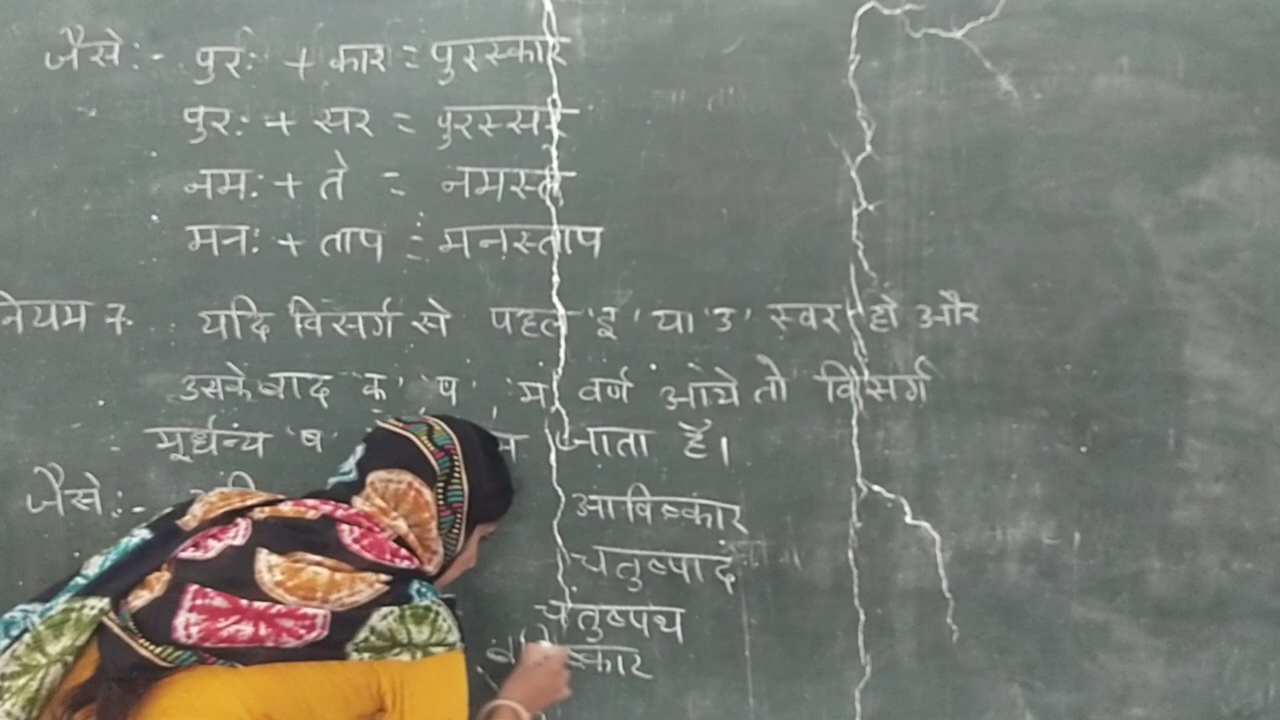 जैसे:- पुर: + कार = पुरस्कार
पुर: + सर = पुरस्सर
नम: + ते = नमस्ते
मन: + ताप = मनस्ताप
नियम 7. यदि विसर्ग से पहले 'इ' या 'उ' स्वर हो और
उसके बाद 'क' 'प', 'म' वर्ण आये तो विसर्ग
मूर्धन्य 'ष' जाता है।
जैसे:- आविष्कार
चतुष्पाद
चतुष्पथ
ष्कार